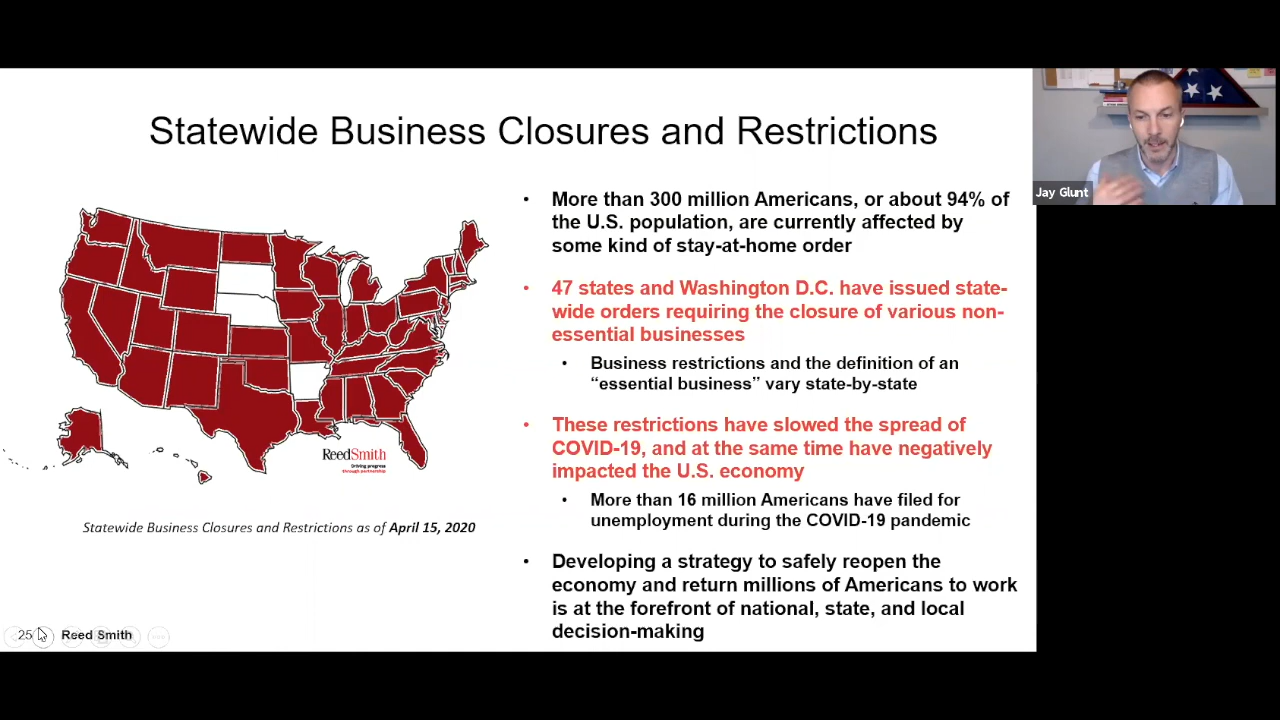 Statewide Business Closures and Restrictions
Jay Glunt
• More than 300 million Americans, or about 94% of
the U.S. population, are currently affected by
some kind of stay-at-home order
• 47 states and Washington D.C. have issued state-
wide orders requiring the closure of various non-
essential businesses
• Business restrictions and the definition of an
“essential business” vary state-by-state
• These restrictions have slowed the spread of
COVID-19, and at the same time have negatively
impacted the U.S. economy
• More than 16 million Americans have filed for
unemployment during the COVID-19 pandemic
• Developing a strategy to safely reopen the
economy and return millions of Americans to work
is at the forefront of national, state, and local
decision-making
ReedSmith
Driving progress
through partnership
Statewide Business Closures and Restrictions as of April 15, 2020
25
Reed Smith